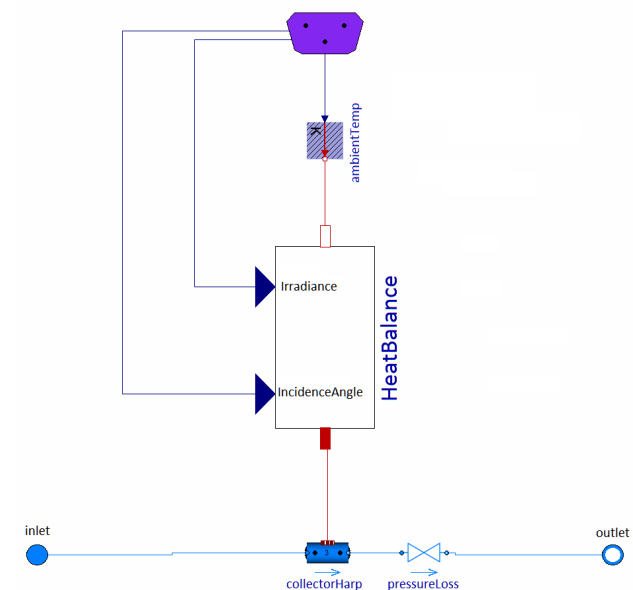 K
ambientTemp
Irradiance
HeatBalance
IncidenceAngle
inlet
outlet
3
collectorHarp
pressureLoss